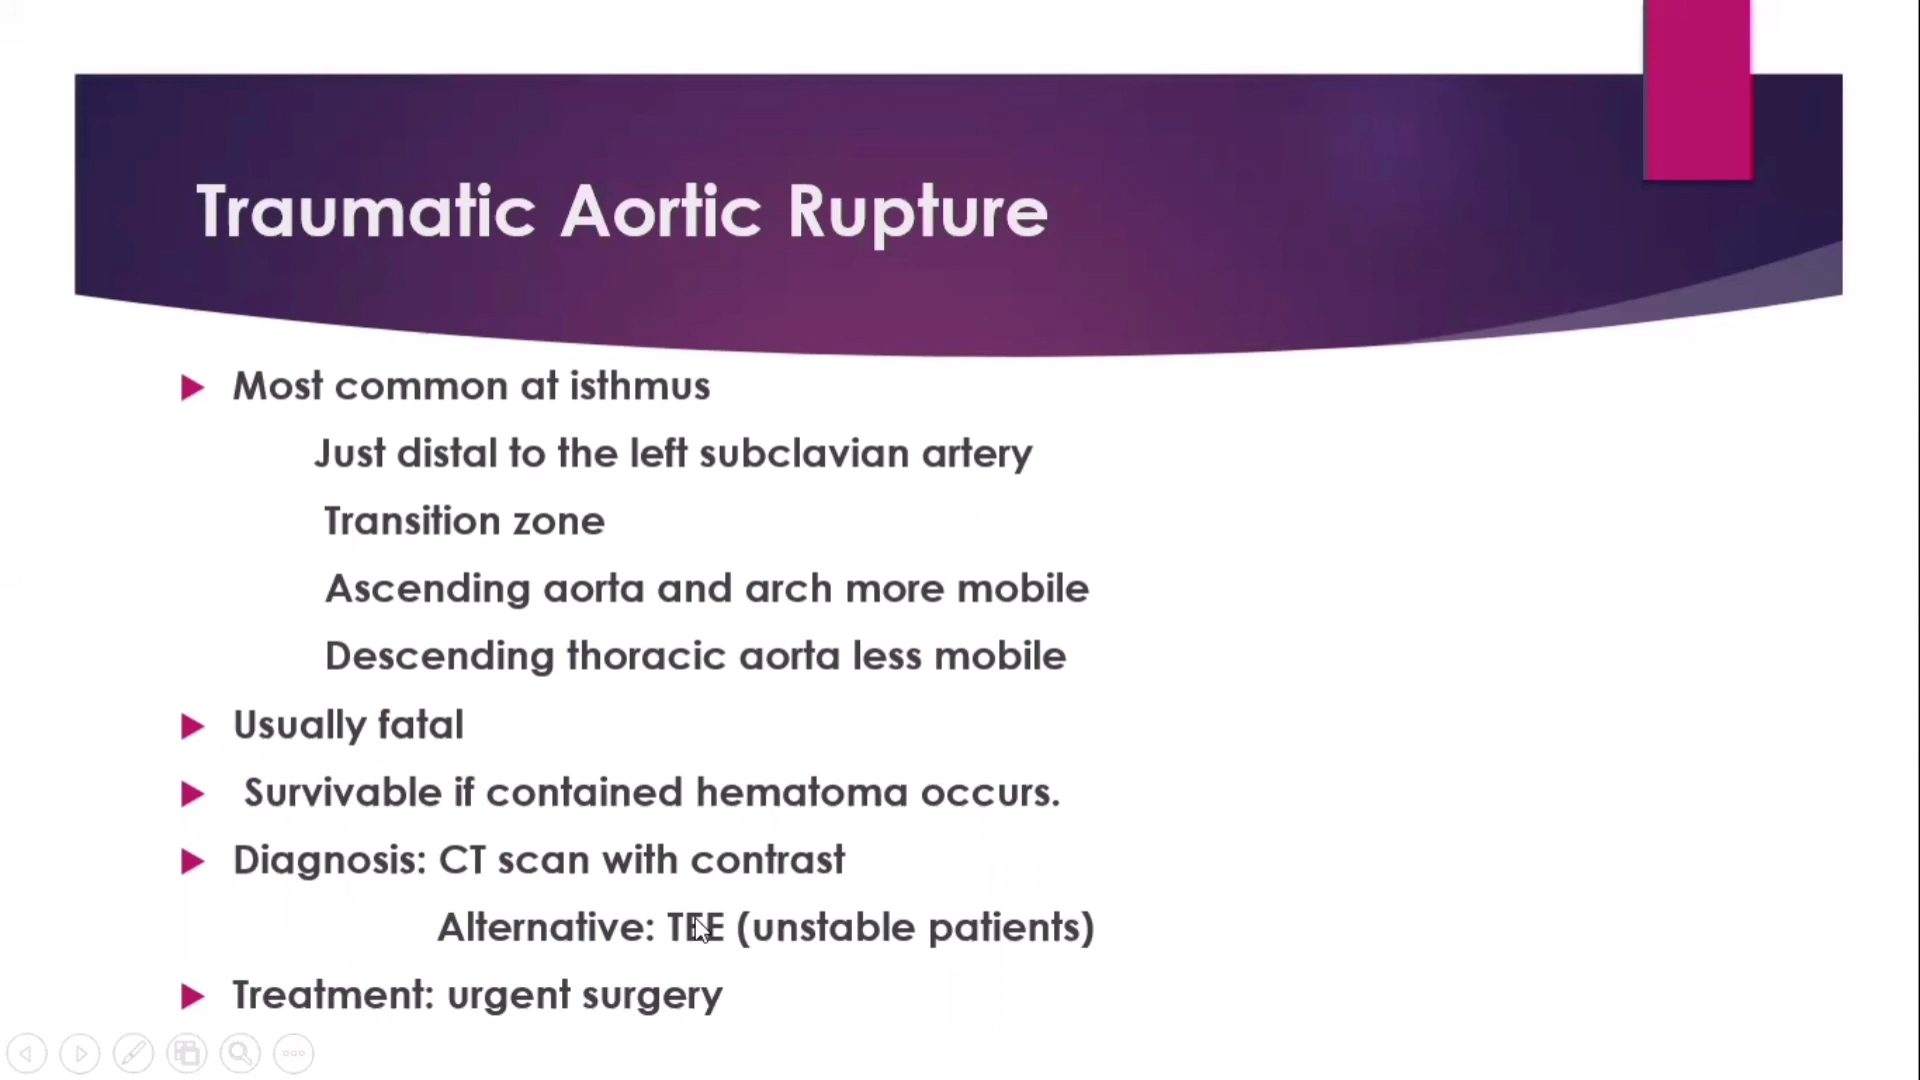 Traumatic Aortic Rupture
Most common at isthmus
Just distal to the left subclavian artery
Transition zone
Ascending aorta and arch more mobile
Descending thoracic aorta less mobile
Usually fatal
Survivable if contained hematoma occurs.
Diagnosis: CT scan with contrast
Alternative: TEE (unstable patients)
Treatment: urgent surgery